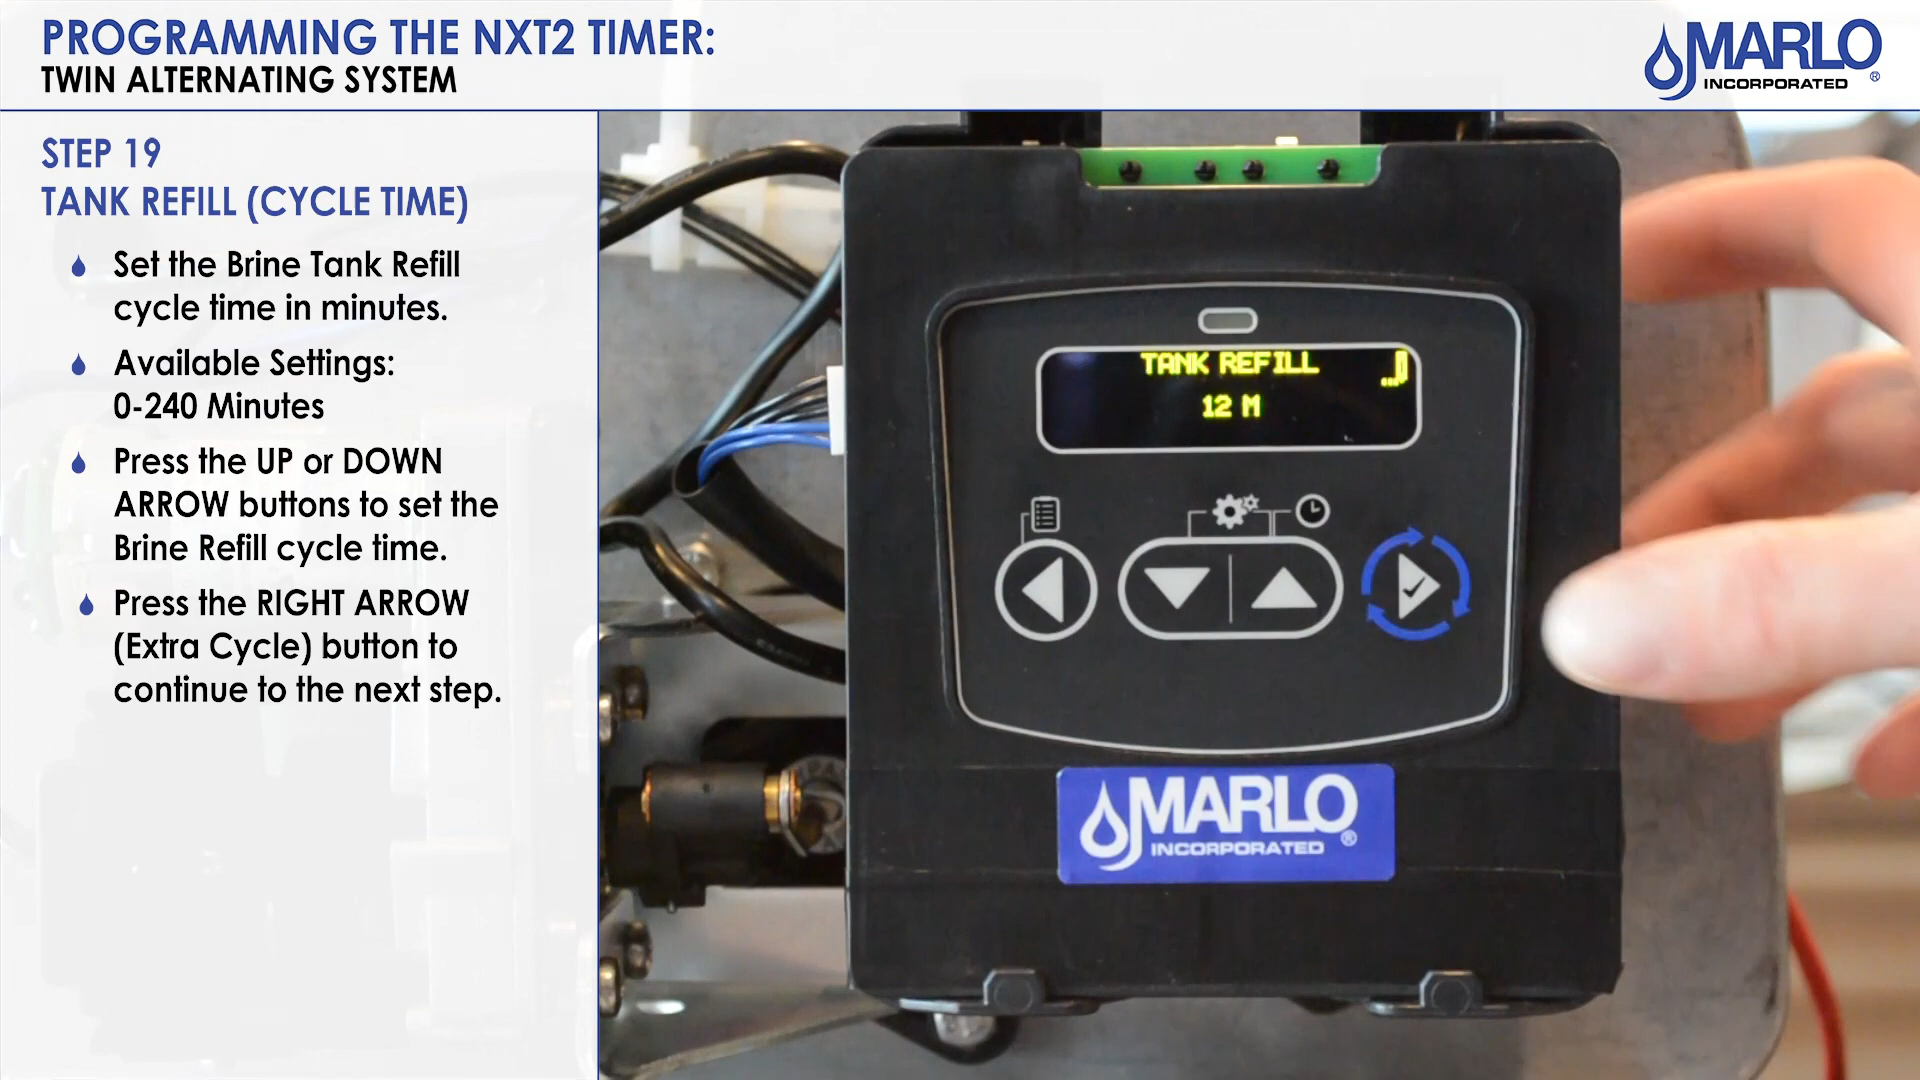 PROGRAMMING THE NXT2 TIMER:
TWIN ALTERNATING SYSTEM
MARLO
INCORPORATED
®
STEP 19
TANK REFILL (CYCLE TIME)
Set the Brine Tank Refill
cycle time in minutes.
Available Settings:
0-240 Minutes
Press the UP or DOWN
ARROW buttons to set the
Brine Refill cycle time.
Press the RIGHT ARROW
(Extra Cycle) button to
continue to the next step.
TANK REFILL
12 M
MARLO
INCORPORATED
®